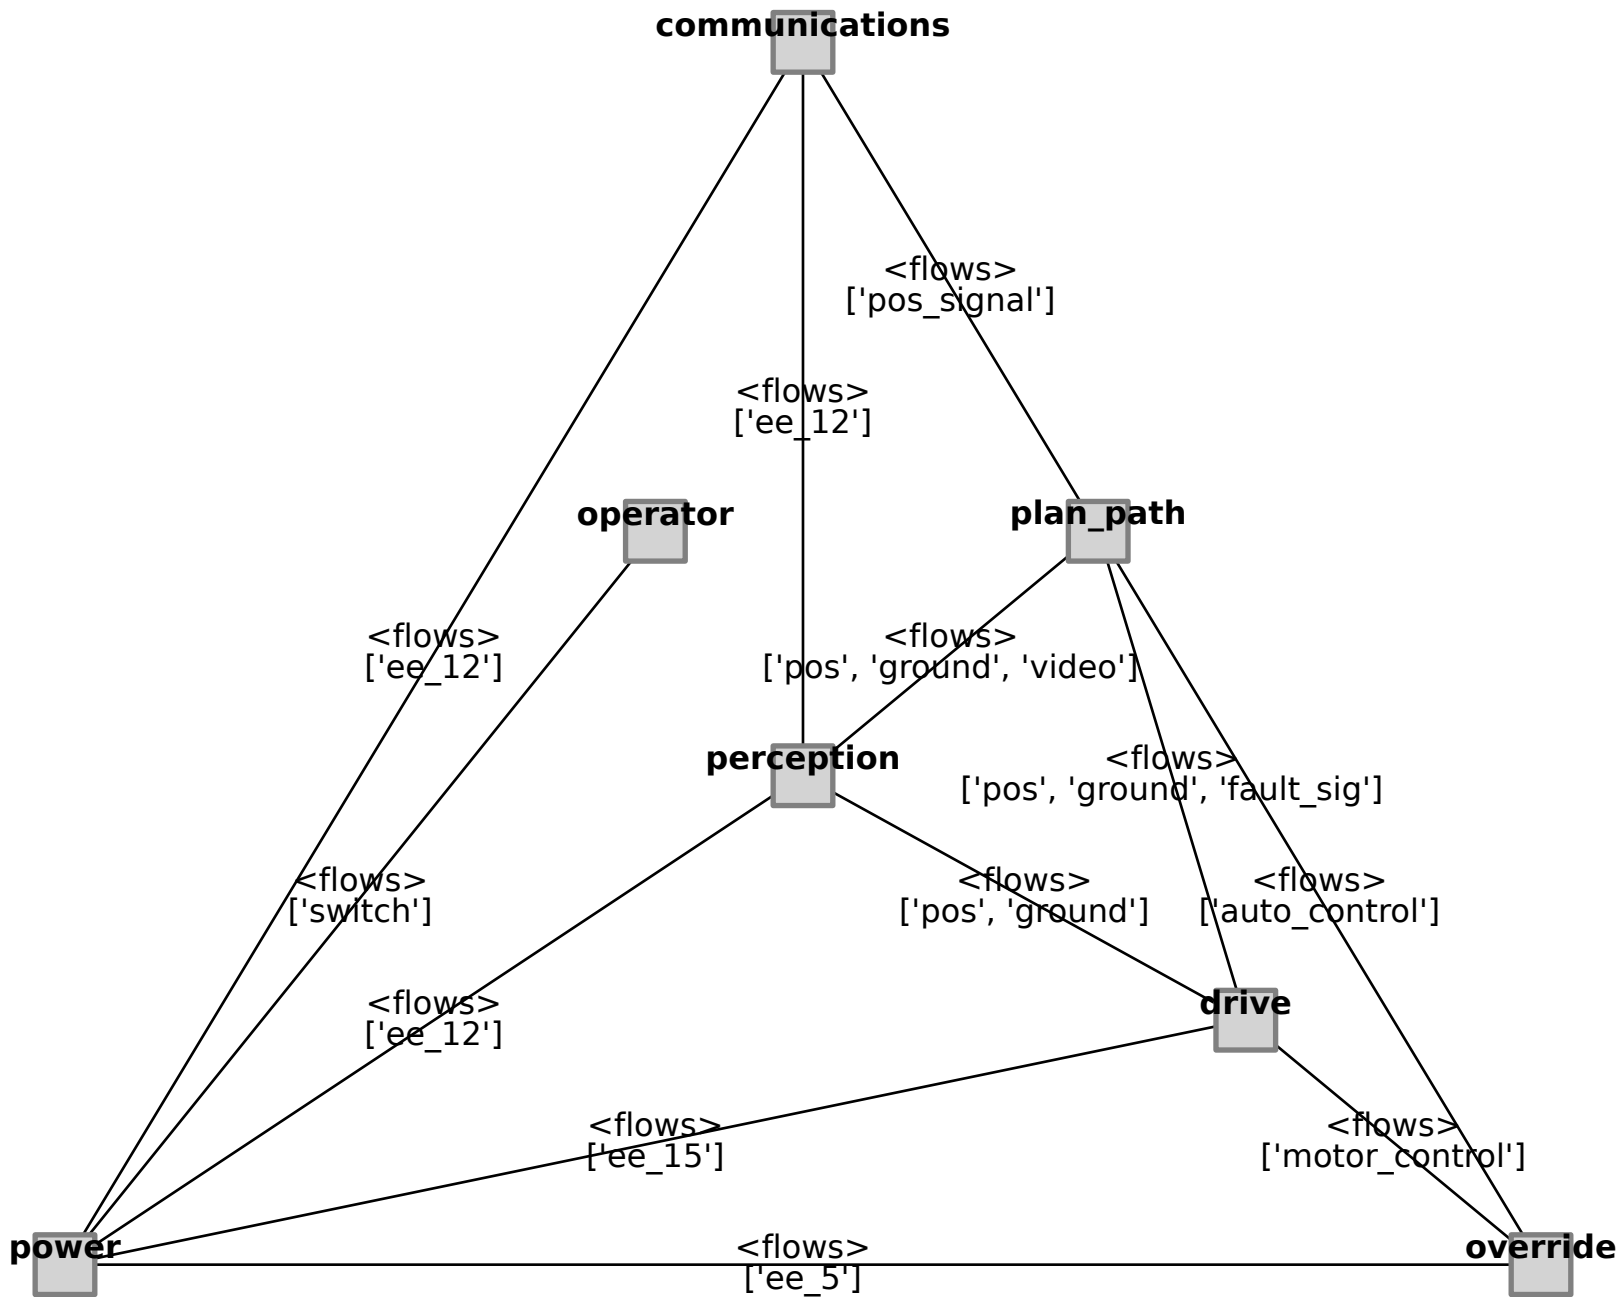 communications
<flows>
['pos_signal']
<flows>
['ee_12']
operator
plan_path
<flows>
['ee_12']
<flows>
['pos', 'ground', 'video']
perception
<flows>
['pos', 'ground', 'fault_sig']
<flows>
['switch']
<flows>
['pos', 'ground']
<flows>
['auto_control']
<flows>
['ee_12']
drive
<flows>
['ee_15']
<flows>
['motor_control']
power
<flows>
['ee_5']
override